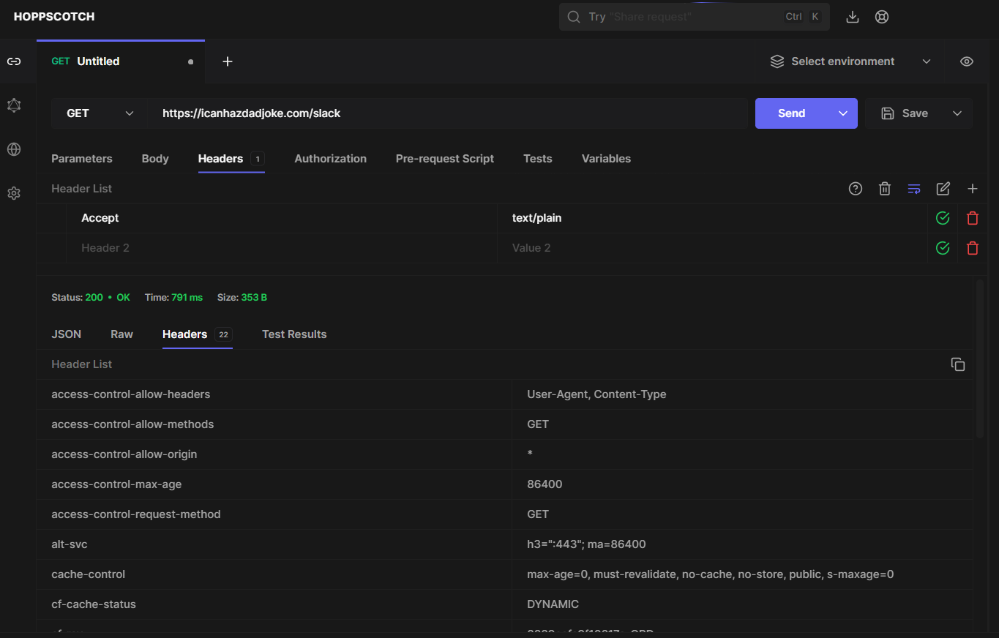 HOPPSCOTCH
Try "Share request" Ctrl K
GET Untitled
Select environment
GET https://icanhazdadjoke.com/slack Send Save
Parameters Body Headers 1 Authorization Pre-request Script Tests Variables
Header List
Accept text/plain
Header 2 Value 2
Status: 200 • OK Time: 791 ms Size: 353 B
JSON Raw Headers 22 Test Results
Header List
access-control-allow-headers User-Agent, Content-Type
access-control-allow-methods GET
access-control-allow-origin *
access-control-max-age 86400
access-control-request-method GET
alt-svc h3=":443"; ma=86400
cache-control max-age=0, must-revalidate, no-cache, no-store, public, s-maxage=0
cf-cache-status DYNAMIC